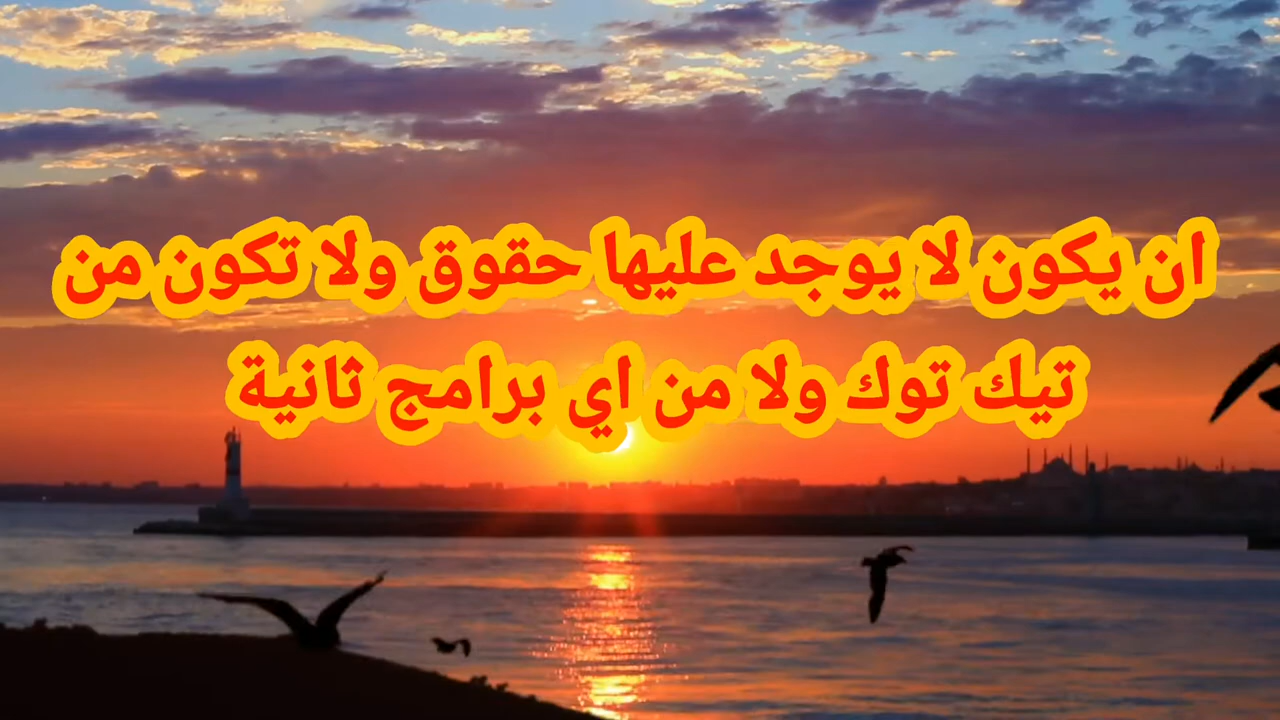 ان يكون لا يوجد عليها حقوق ولا تكون من
تيك توك ولا من اي برامج ثانية